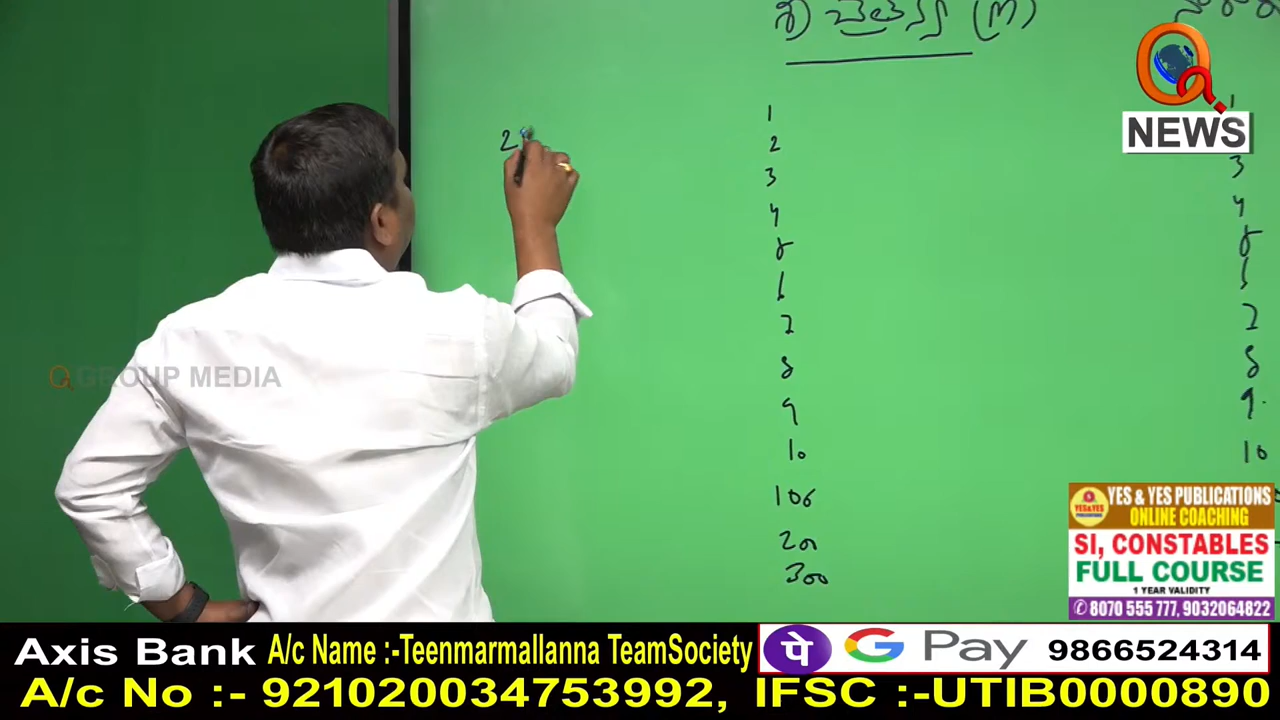 2
1
2
3
4
5
6
7
8
9
10
100
200
300
3
4
5
6
7
8
9.
10
Q
NEWS
Q GROUP MEDIA
YES & YES PUBLICATIONS
ONLINE COACHING
SI, CONSTABLES
FULL COURSE
1 YEAR VALIDITY
8070 555 777, 9032064822
Axis Bank A/c Name :-Teenmarmallanna TeamSociety
पे G Pay 9866524314
A/c No :- 921020034753992, IFSC :-UTIB0000890